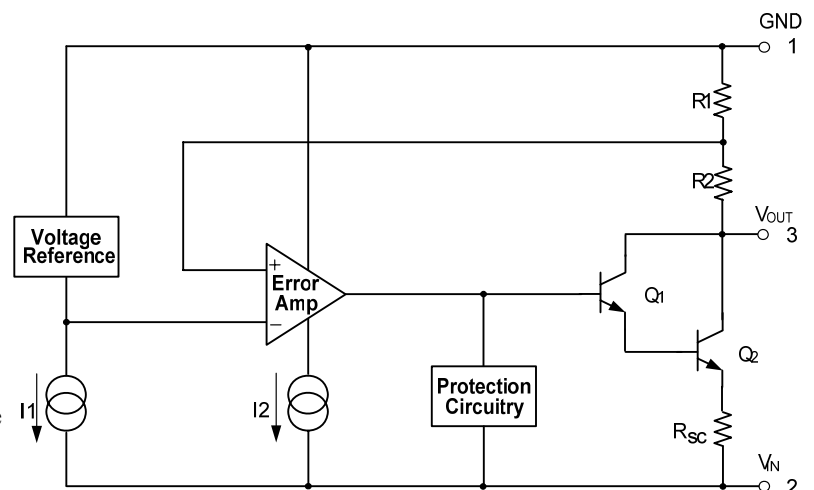 GND
1
R1
R2
VOUT
3
Voltage
Reference
+
Error
Amp
−
Q1
Q2
I1
I2
Protection
Circuitry
RSC
VIN
2